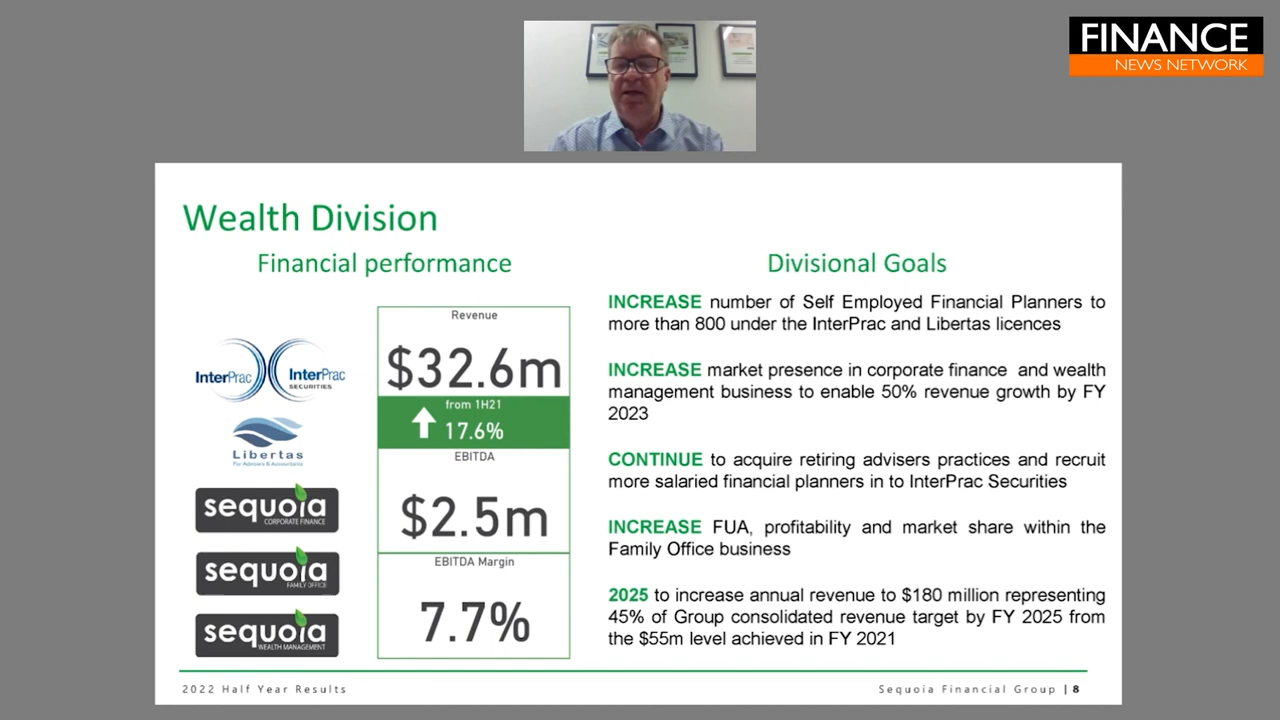 FINANCE
NEWS NETWORK
Wealth Division
Financial performance
InterPrac
InterPrac
SECURITIES
Libertas
For Advisers & Accountants
sequoia
CORPORATE FINANCE
sequoia
FAMILY OFFICE
sequoia
WEALTH MANAGEMENT
Revenue
$32.6m
from 1H21
17.6%
EBITDA
$2.5m
EBITDA Margin
7.7%
Divisional Goals
INCREASE number of Self Employed Financial Planners to
more than 800 under the InterPrac and Libertas licences
INCREASE market presence in corporate finance and wealth
management business to enable 50% revenue growth by FY
2023
CONTINUE to acquire retiring advisers practices and recruit
more salaried financial planners in to InterPrac Securities
INCREASE FUA, profitability and market share within the
Family Office business
2025 to increase annual revenue to $180 million representing
45% of Group consolidated revenue target by FY 2025 from
the $55m level achieved in FY 2021
2022 Half Year Results
Sequoia Financial Group | 8